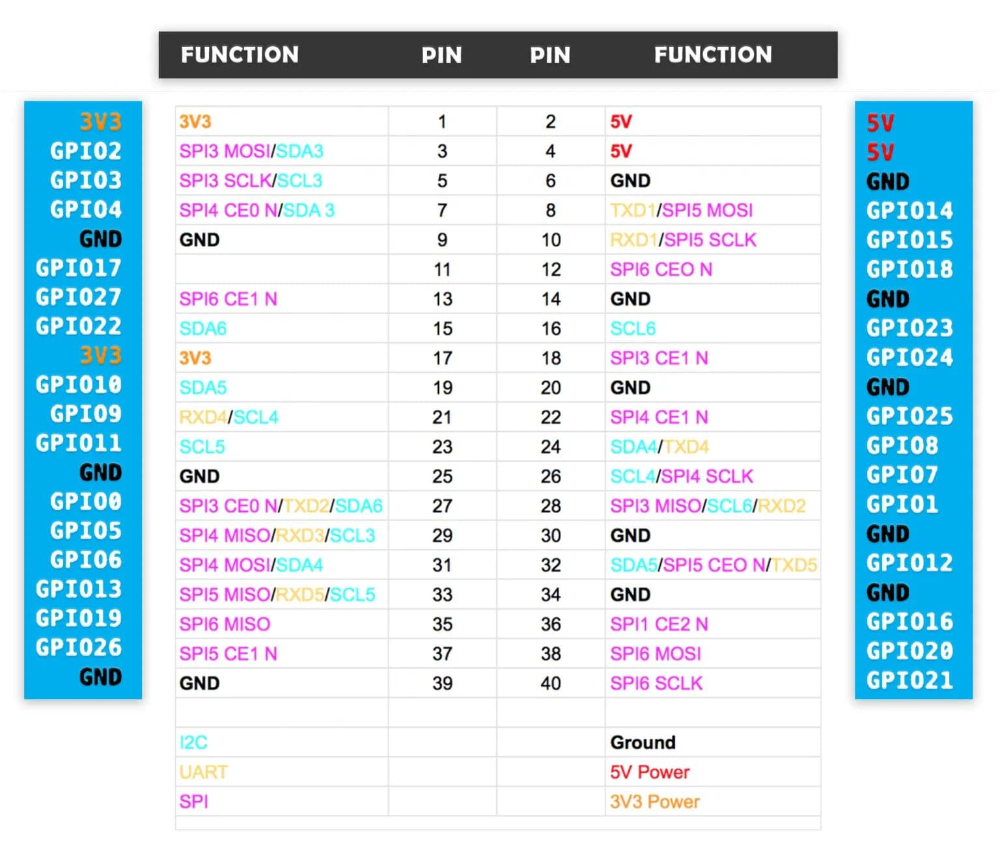 FUNCTION PIN PIN FUNCTION
3V3 3V3 1 2 5V 5V
GPIO2 SPI3 MOSI/SDA3 3 4 5V 5V
GPIO3 SPI3 SCLK/SCL3 5 6 GND GND
GPIO4 SPI4 CE0 N/SDA 3 7 8 TXD1/SPI5 MOSI GPIO14
GND GND 9 10 RXD1/SPI5 SCLK GPIO15
GPIO17 11 12 SPI6 CEO N GPIO18
GPIO27 SPI6 CE1 N 13 14 GND GND
GPIO22 SDA6 15 16 SCL6 GPIO23
3V3 3V3 17 18 SPI3 CE1 N GPIO24
GPIO10 SDA5 19 20 GND GND
GPIO9 RXD4/SCL4 21 22 SPI4 CE1 N GPIO25
GPIO11 SCL5 23 24 SDA4/TXD4 GPIO8
GND GND 25 26 SCL4/SPI4 SCLK GPIO7
GPIO0 SPI3 CE0 N/TXD2/SDA6 27 28 SPI3 MISO/SCL6/RXD2 GPIO1
GPIO5 SPI4 MISO/RXD3/SCL3 29 30 GND GND
GPIO6 SPI4 MOSI/SDA4 31 32 SDA5/SPI5 CEO N/TXD5 GPIO12
GPIO13 SPI5 MISO/RXD5/SCL5 33 34 GND GND
GPIO19 SPI6 MISO 35 36 SPI1 CE2 N GPIO16
GPIO26 SPI5 CE1 N 37 38 SPI6 MOSI GPIO20
GND GND 39 40 SPI6 SCLK GPIO21
I2C Ground
UART 5V Power
SPI 3V3 Power